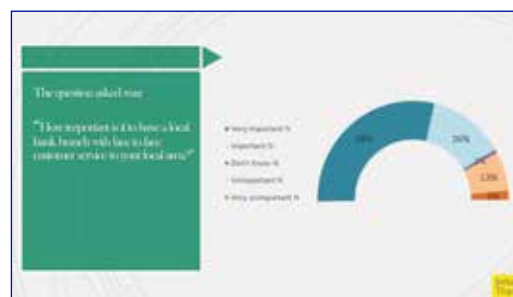 The question asked was:
"How important is it to have a local
bank branch with face to face
customer service in your local area?"
Very important %
Important %
Don't know %
Unimportant %
Very unimportant %
26%
13%